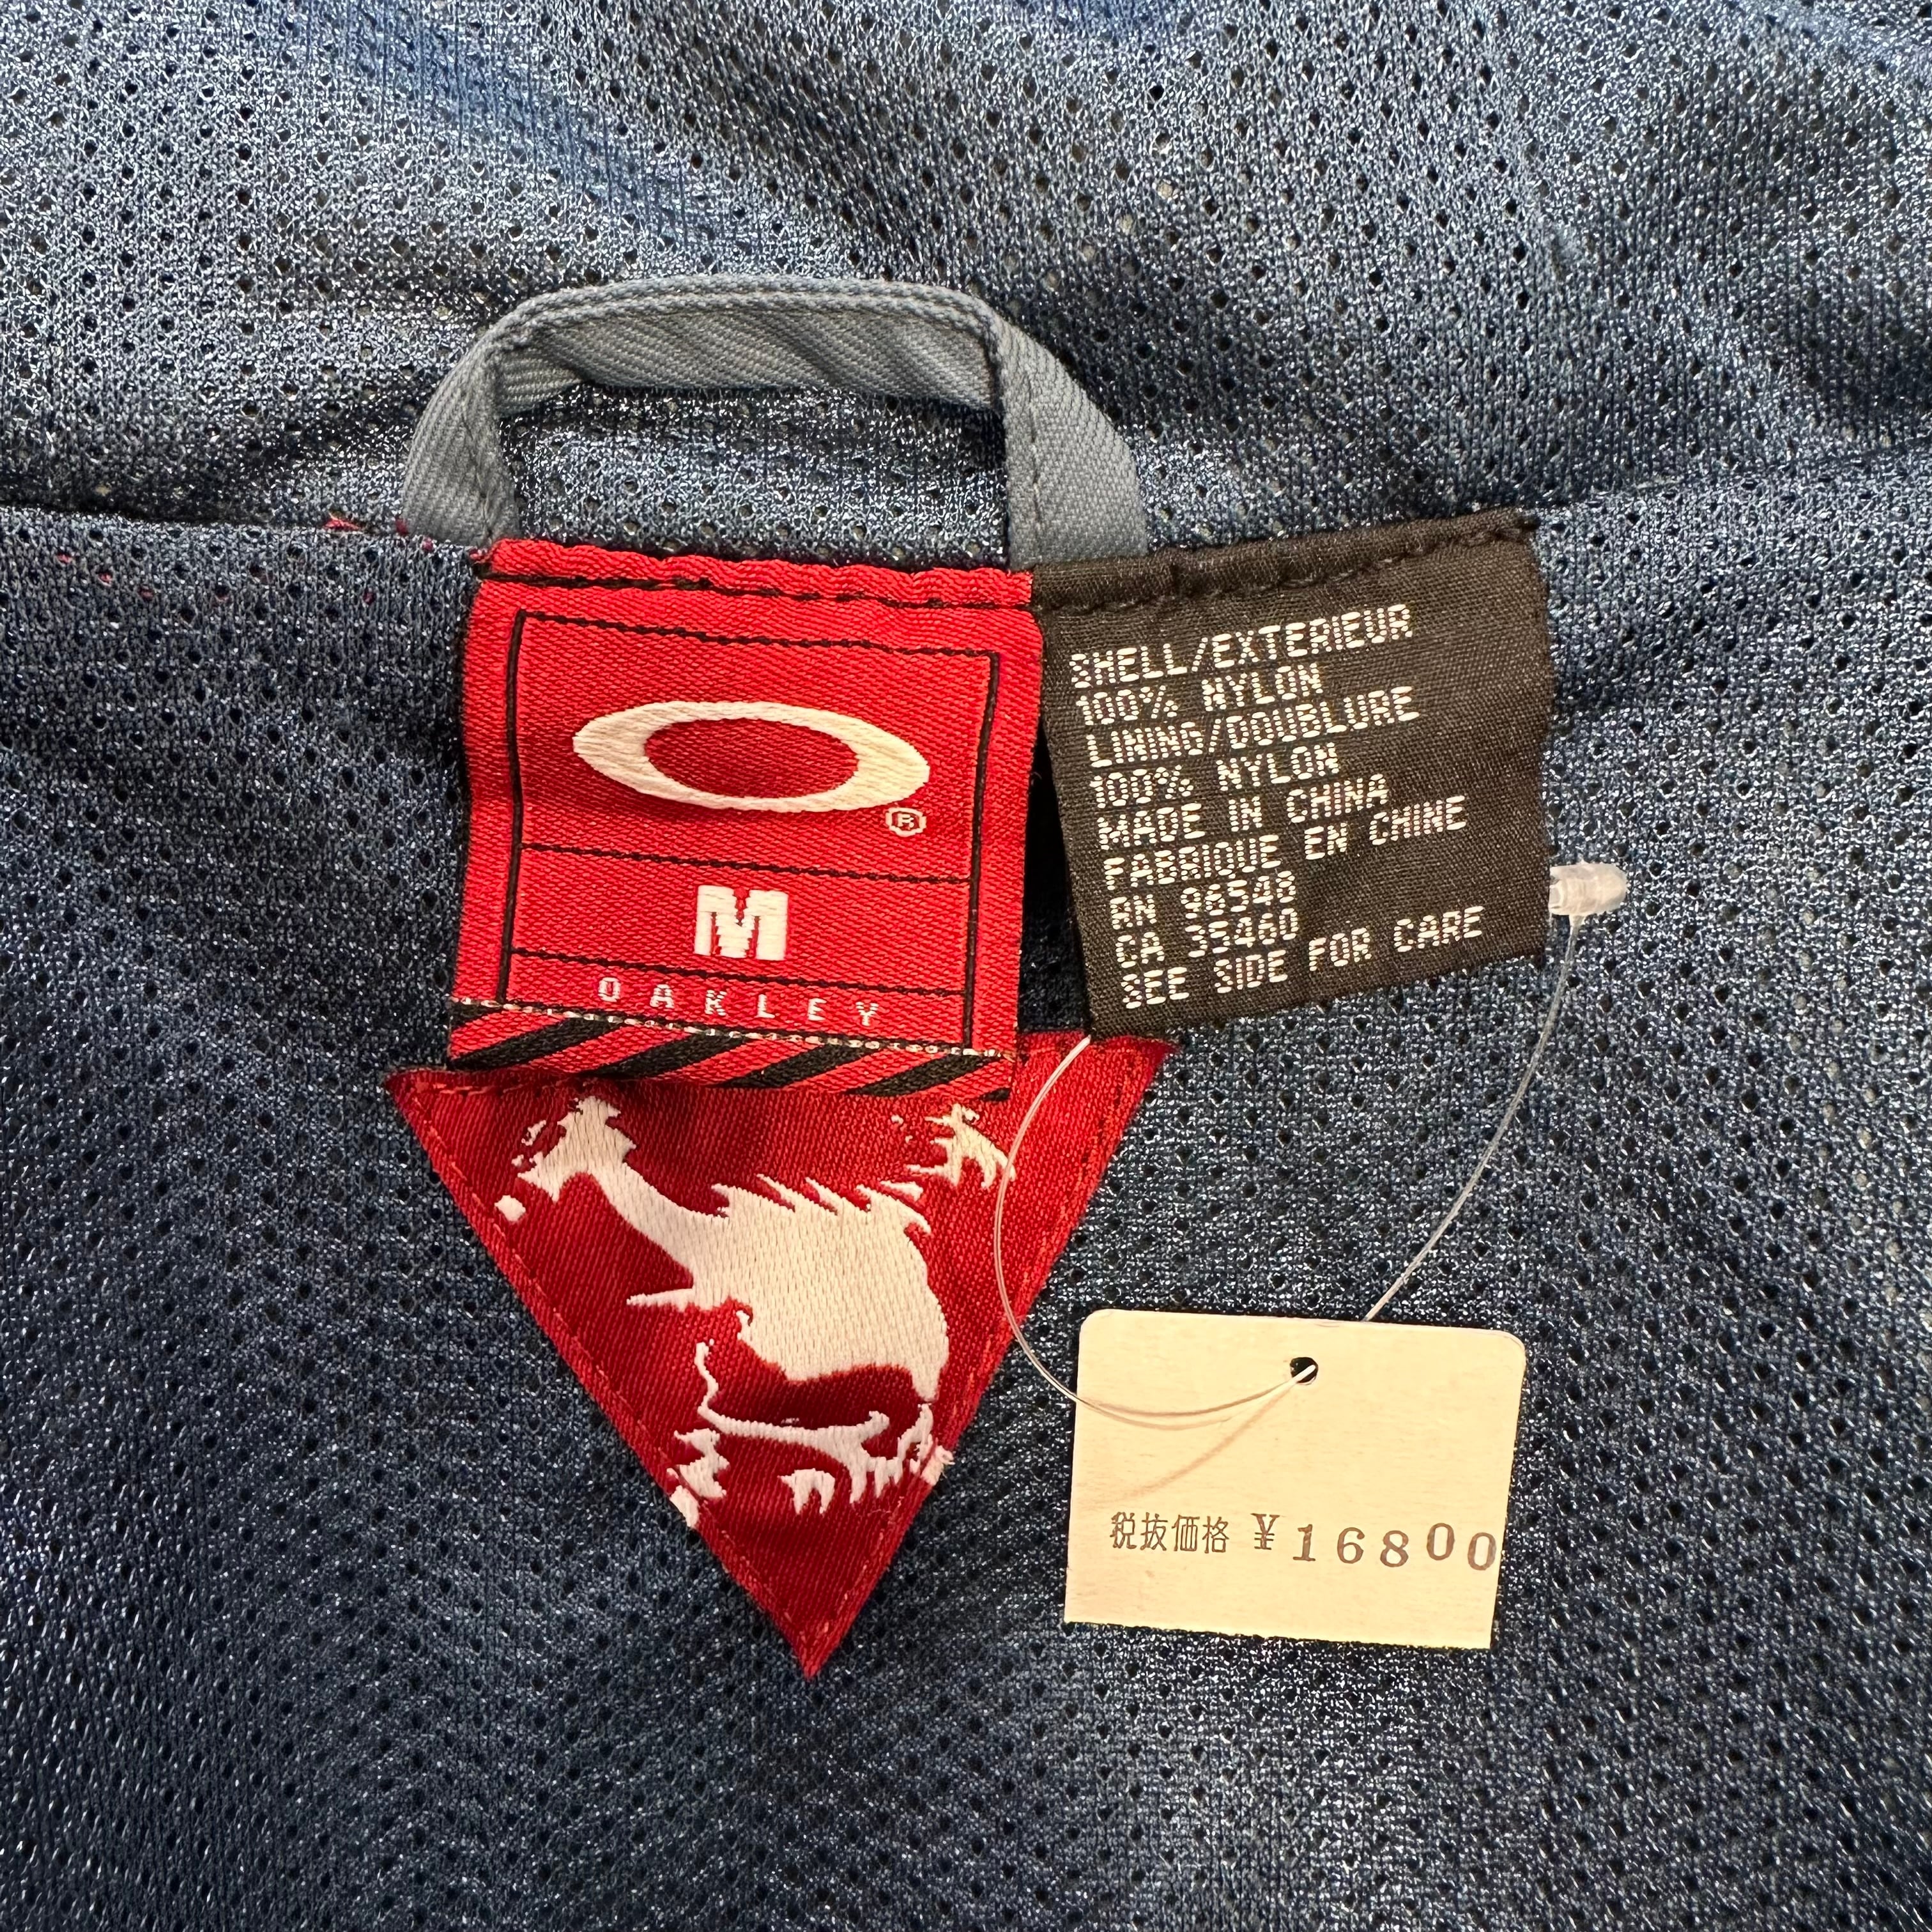 ®
M
OAKLEY
SHELL/EXTERIEUR
100% NYLON
LINING/DOUBLURE
100% NYLON
MADE IN CHINA
FABRIQUE EN CHINE
RN 96548
CA 35460
SEE SIDE FOR CARE
税抜価格 ¥16800